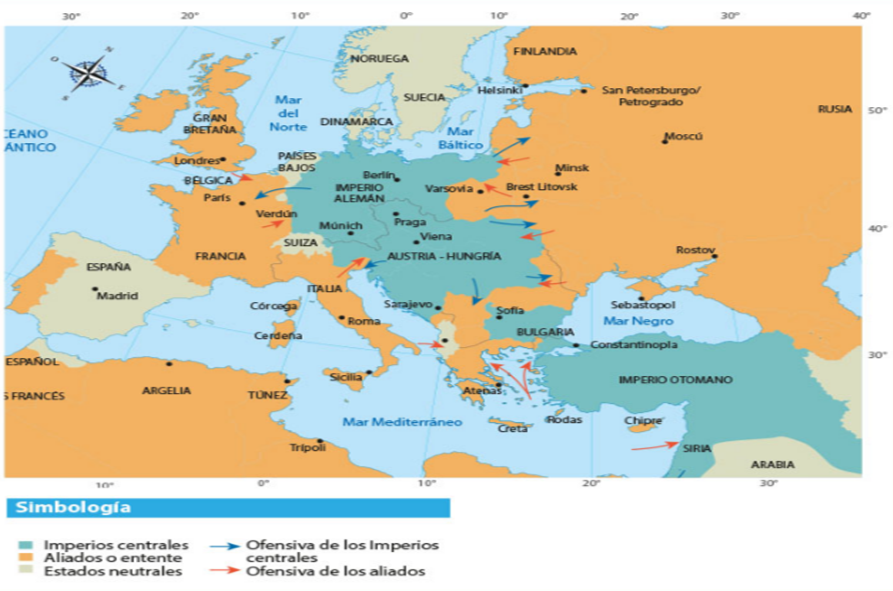 30° 20° 10° 0° 10° 20° 30° 40°
O N
S E
NORUEGA
FINLANDIA
Helsinki
San Petersburgo/
Petrogrado
SUECIA
RUSIA
50°
Mar
del
Norte
DINAMARCA
Mar
Báltico
Moscú
GRAN
BRETAÑA
CÉANO
ÁNTICO
Londres
PAÍSES
BAJOS
Minsk
BÉLGICA
Berlín
IMPERIO
ALEMÁN
Varsovia
Brest Litovsk
París
Verdún
Praga
Múnich
Viena
40°
SUIZA
FRANCIA
AUSTRIA - HUNGRÍA
Rostov
ESPAÑA
Madrid
ITALIA
Córcega
Sarajevo
Sofía
Sebastopol
Mar Negro
Roma
Cerdeña
BULGARIA
Constantinopla
30°
ESPAÑOL
S FRANCÉS
ARGELIA
TÚNEZ
Sicilia
Atenas
IMPERIO OTOMANO
Mar Mediterráneo
Creta
Rodas
Chipre
Trípoli
SIRIA
ARABIA
10° 0° 10° 20° 30°
Simbología
Imperios centrales
Aliados o entente
Estados neutrales
Ofensiva de los Imperios
centrales
Ofensiva de los aliados